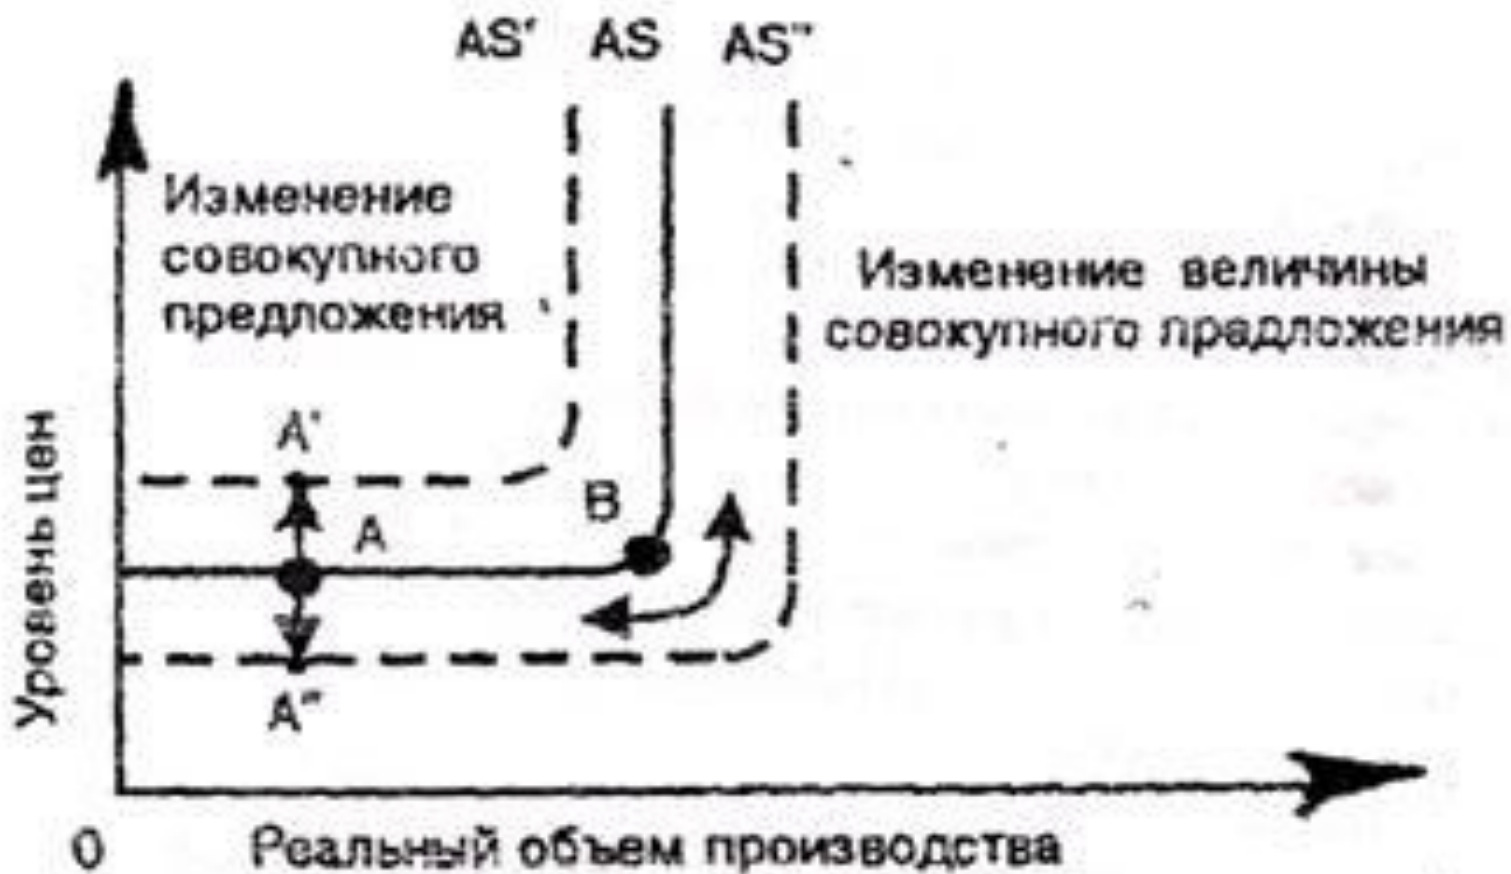 AS' AS AS"
Изменение
совокупного
предложения
Изменение величины
совокупного предложения
A'
A
B
A"
Уровень цен
0 Реальный объем производства